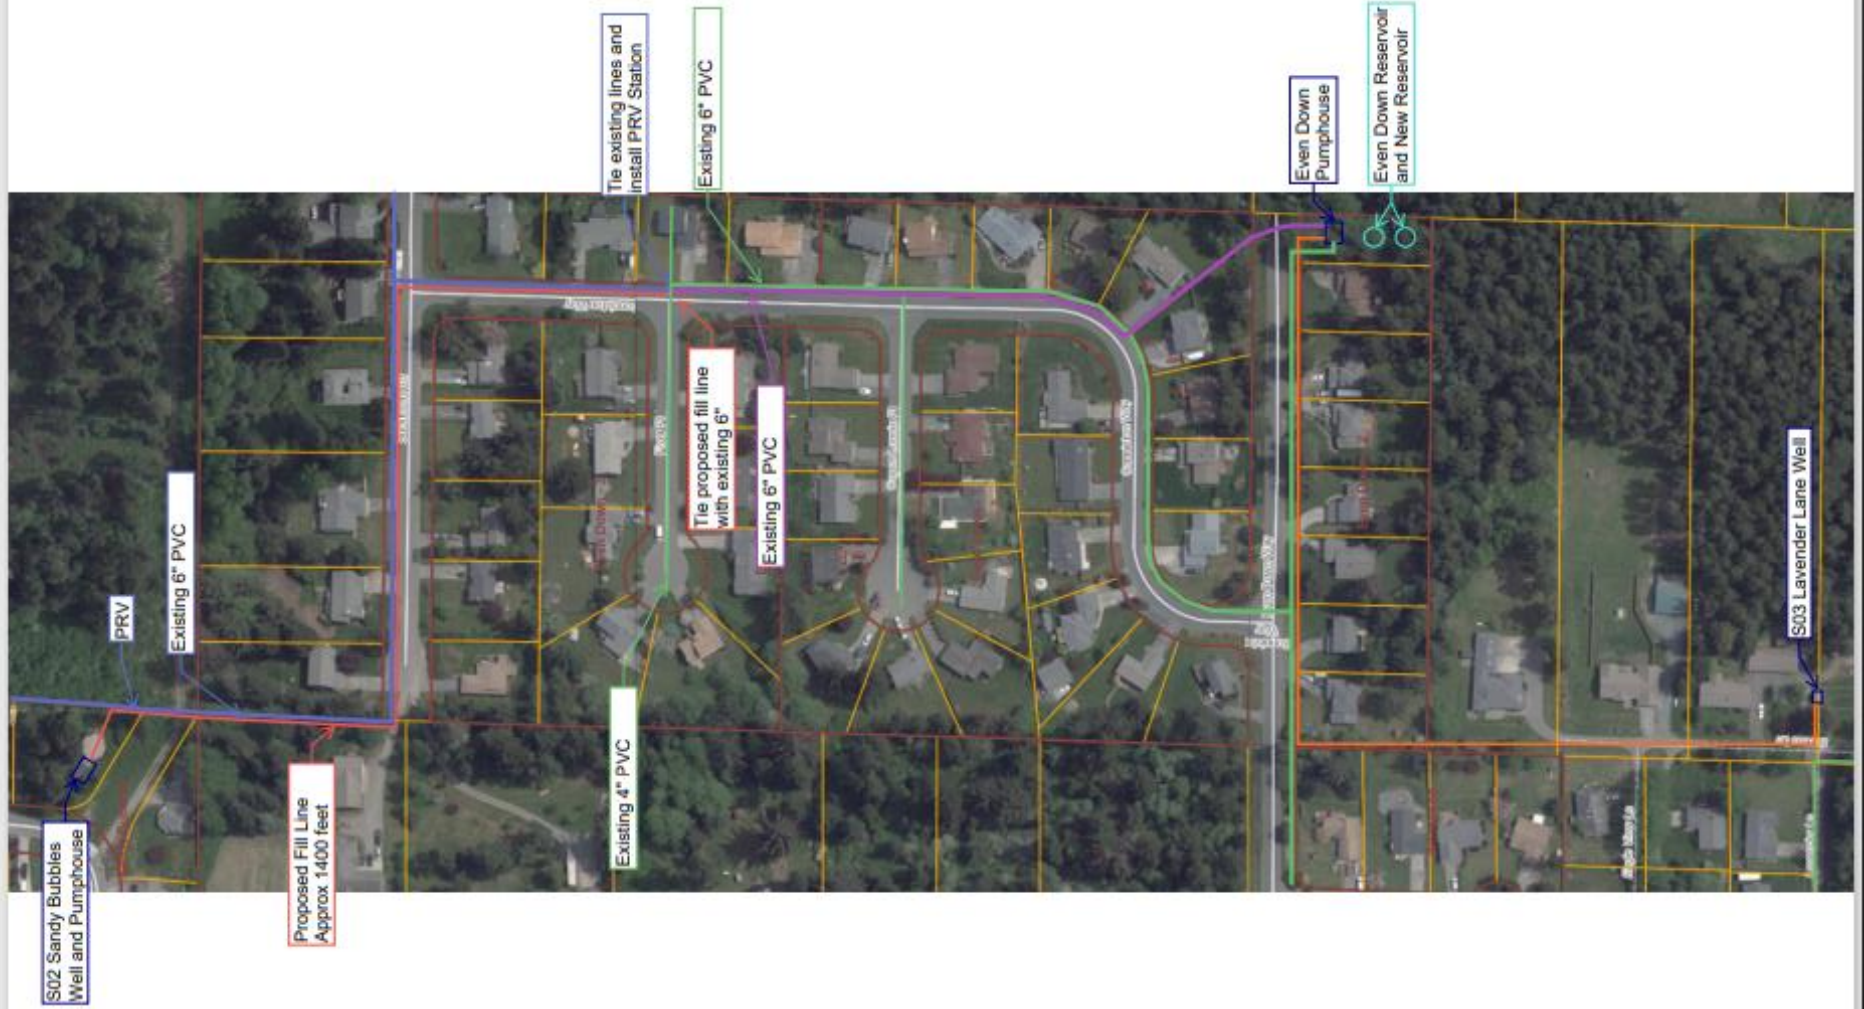 S02 Sandy Bubbles
Well and Pumphouse
PRV
Existing 6" PVC
Proposed Fill Line
Approx 1400 feet
Tie existing lines and
install PRV Station
Existing 6" PVC
Existing 4" PVC
Tie proposed fill line
with existing 6"
Existing 6" PVC
Even Down
Pumphouse
Even Down Reservoir
and New Reservoir
S03 Lavender Lane Well